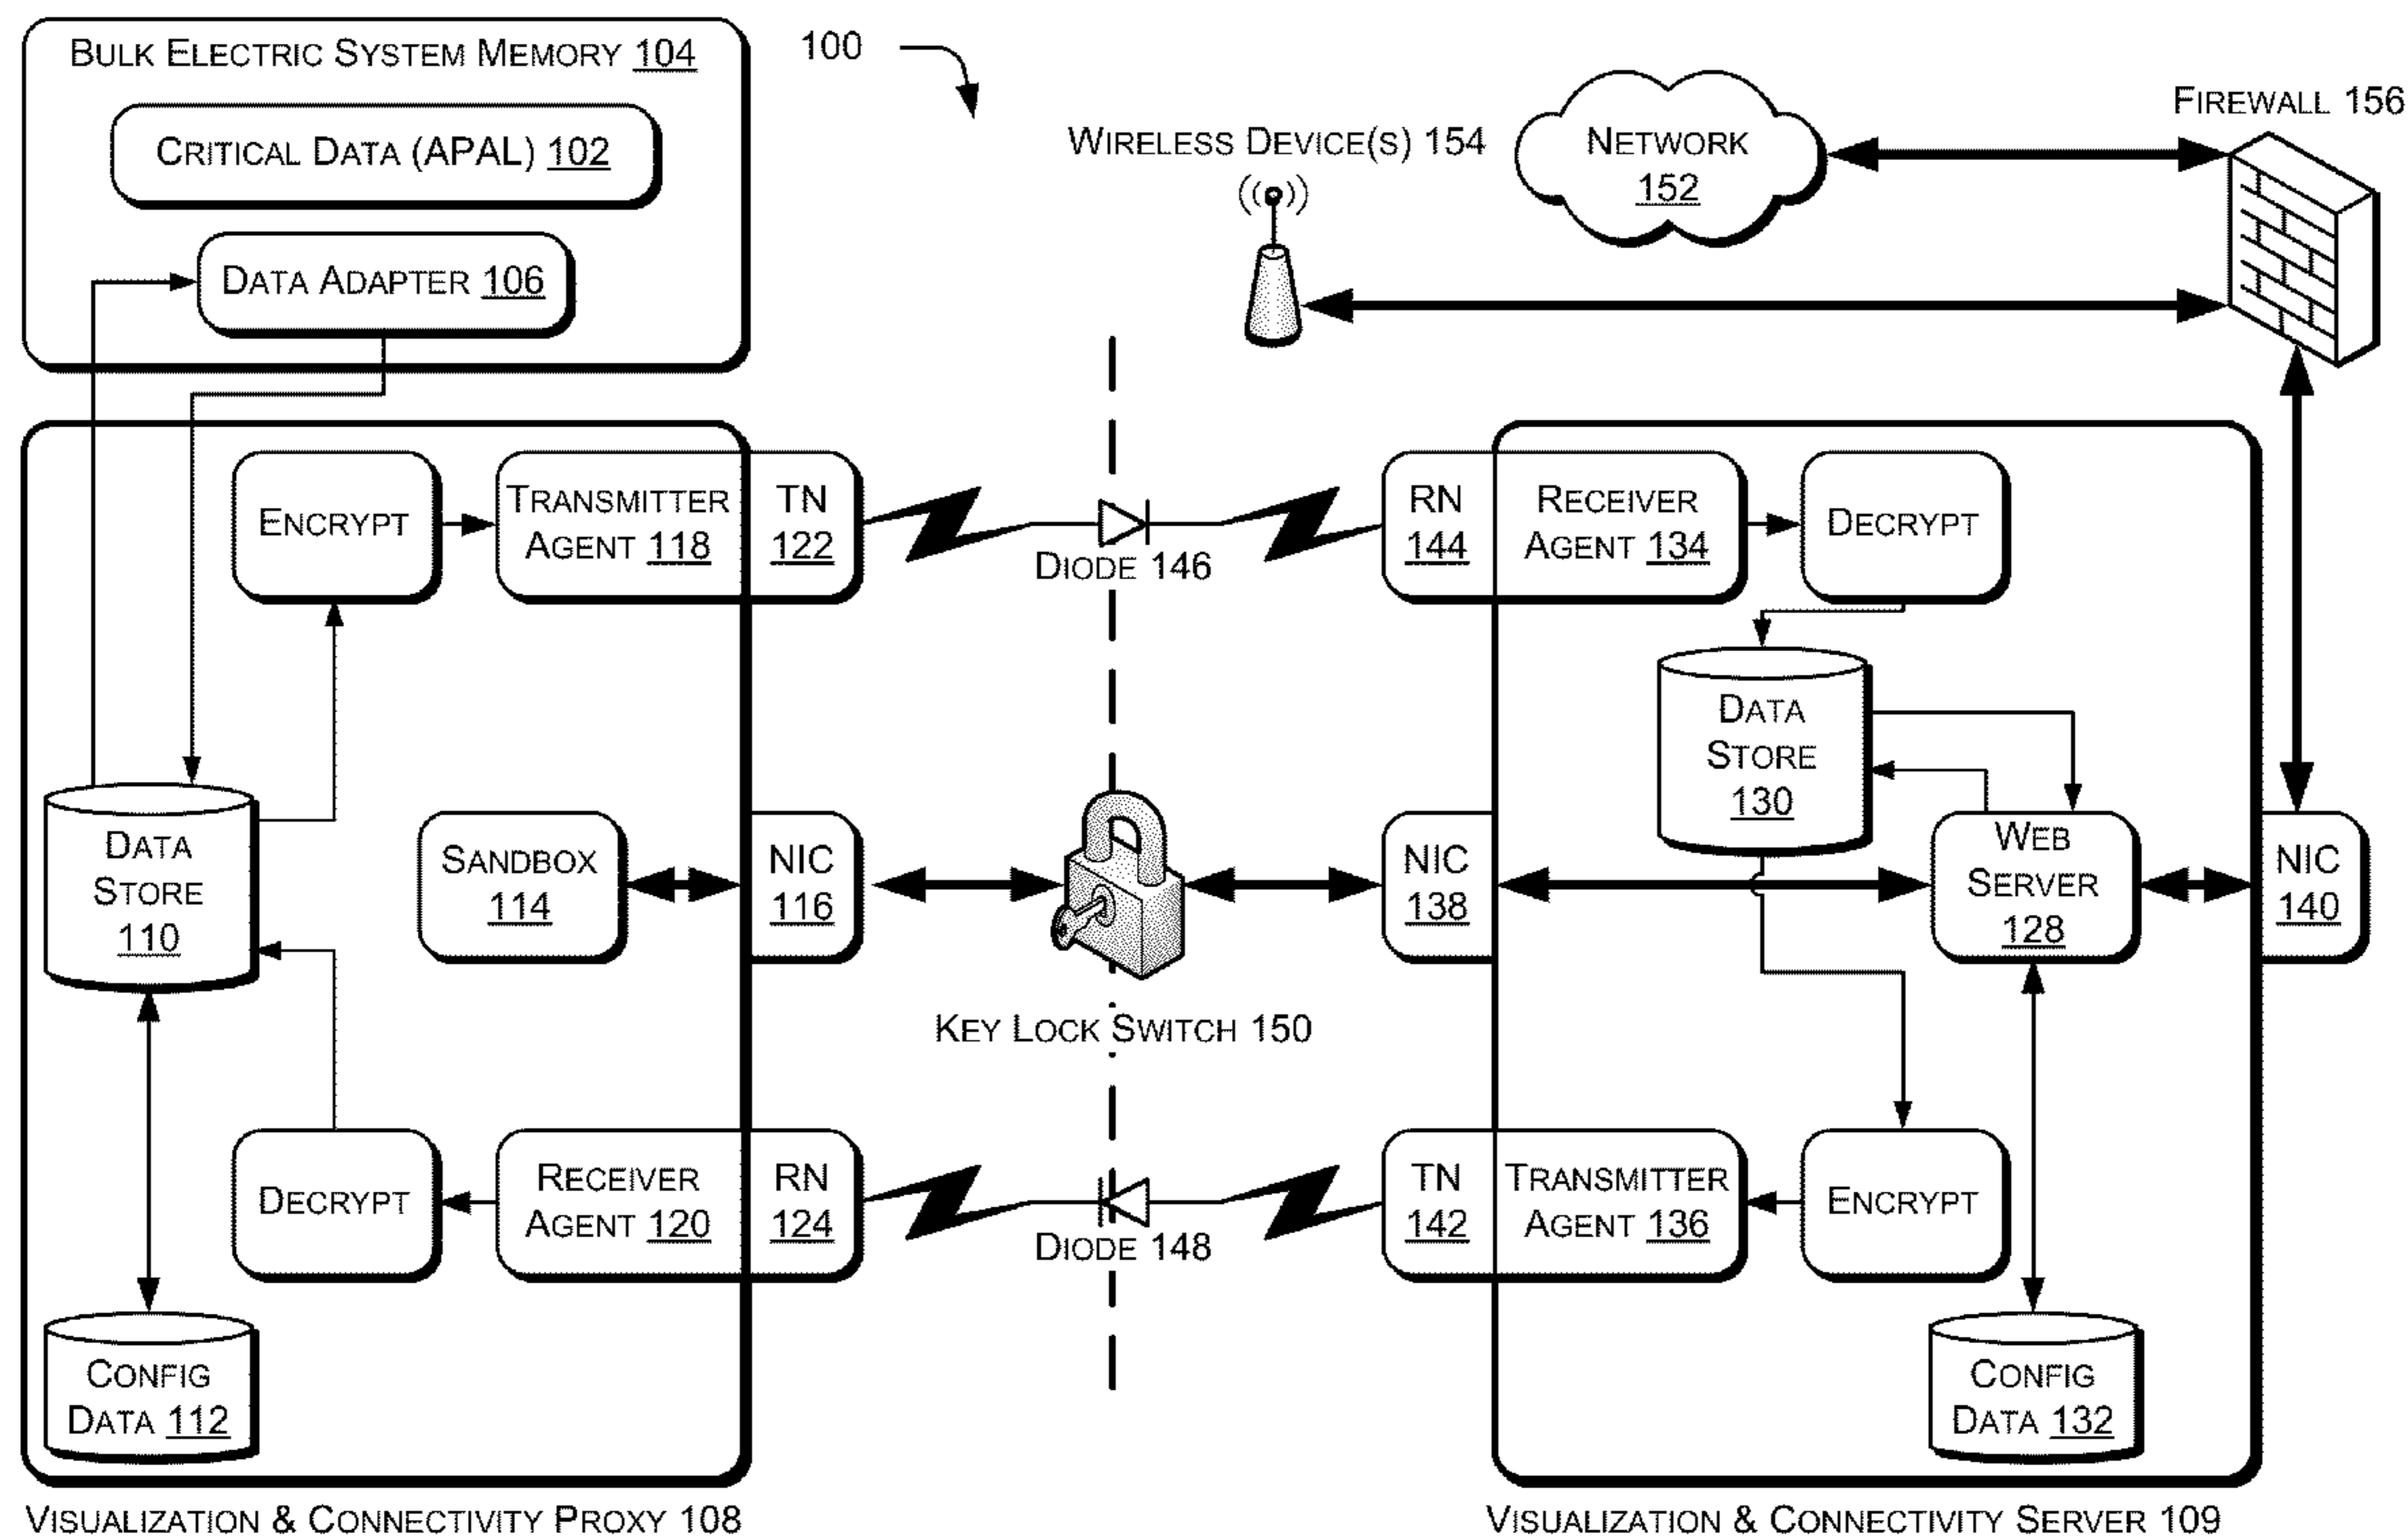 BULK ELECTRIC SYSTEM MEMORY 104
CRITICAL DATA (APAL) 102
DATA ADAPTER 106
100
WIRELESS DEVICE(S) 154
NETWORK
152
FIREWALL 156
ENCRYPT
TRANSMITTER
AGENT 118
TN
122
DIODE 146
RN
144
RECEIVER
AGENT 134
DECRYPT
DATA
STORE
110
SANDBOX
114
NIC
116
KEY LOCK SWITCH 150
NIC
138
DATA
STORE
130
WEB
SERVER
128
NIC
140
DECRYPT
RECEIVER
AGENT 120
RN
124
DIODE 148
TN
142
TRANSMITTER
AGENT 136
ENCRYPT
CONFIG
DATA 112
CONFIG
DATA 132
VISUALIZATION & CONNECTIVITY PROXY 108
VISUALIZATION & CONNECTIVITY SERVER 109